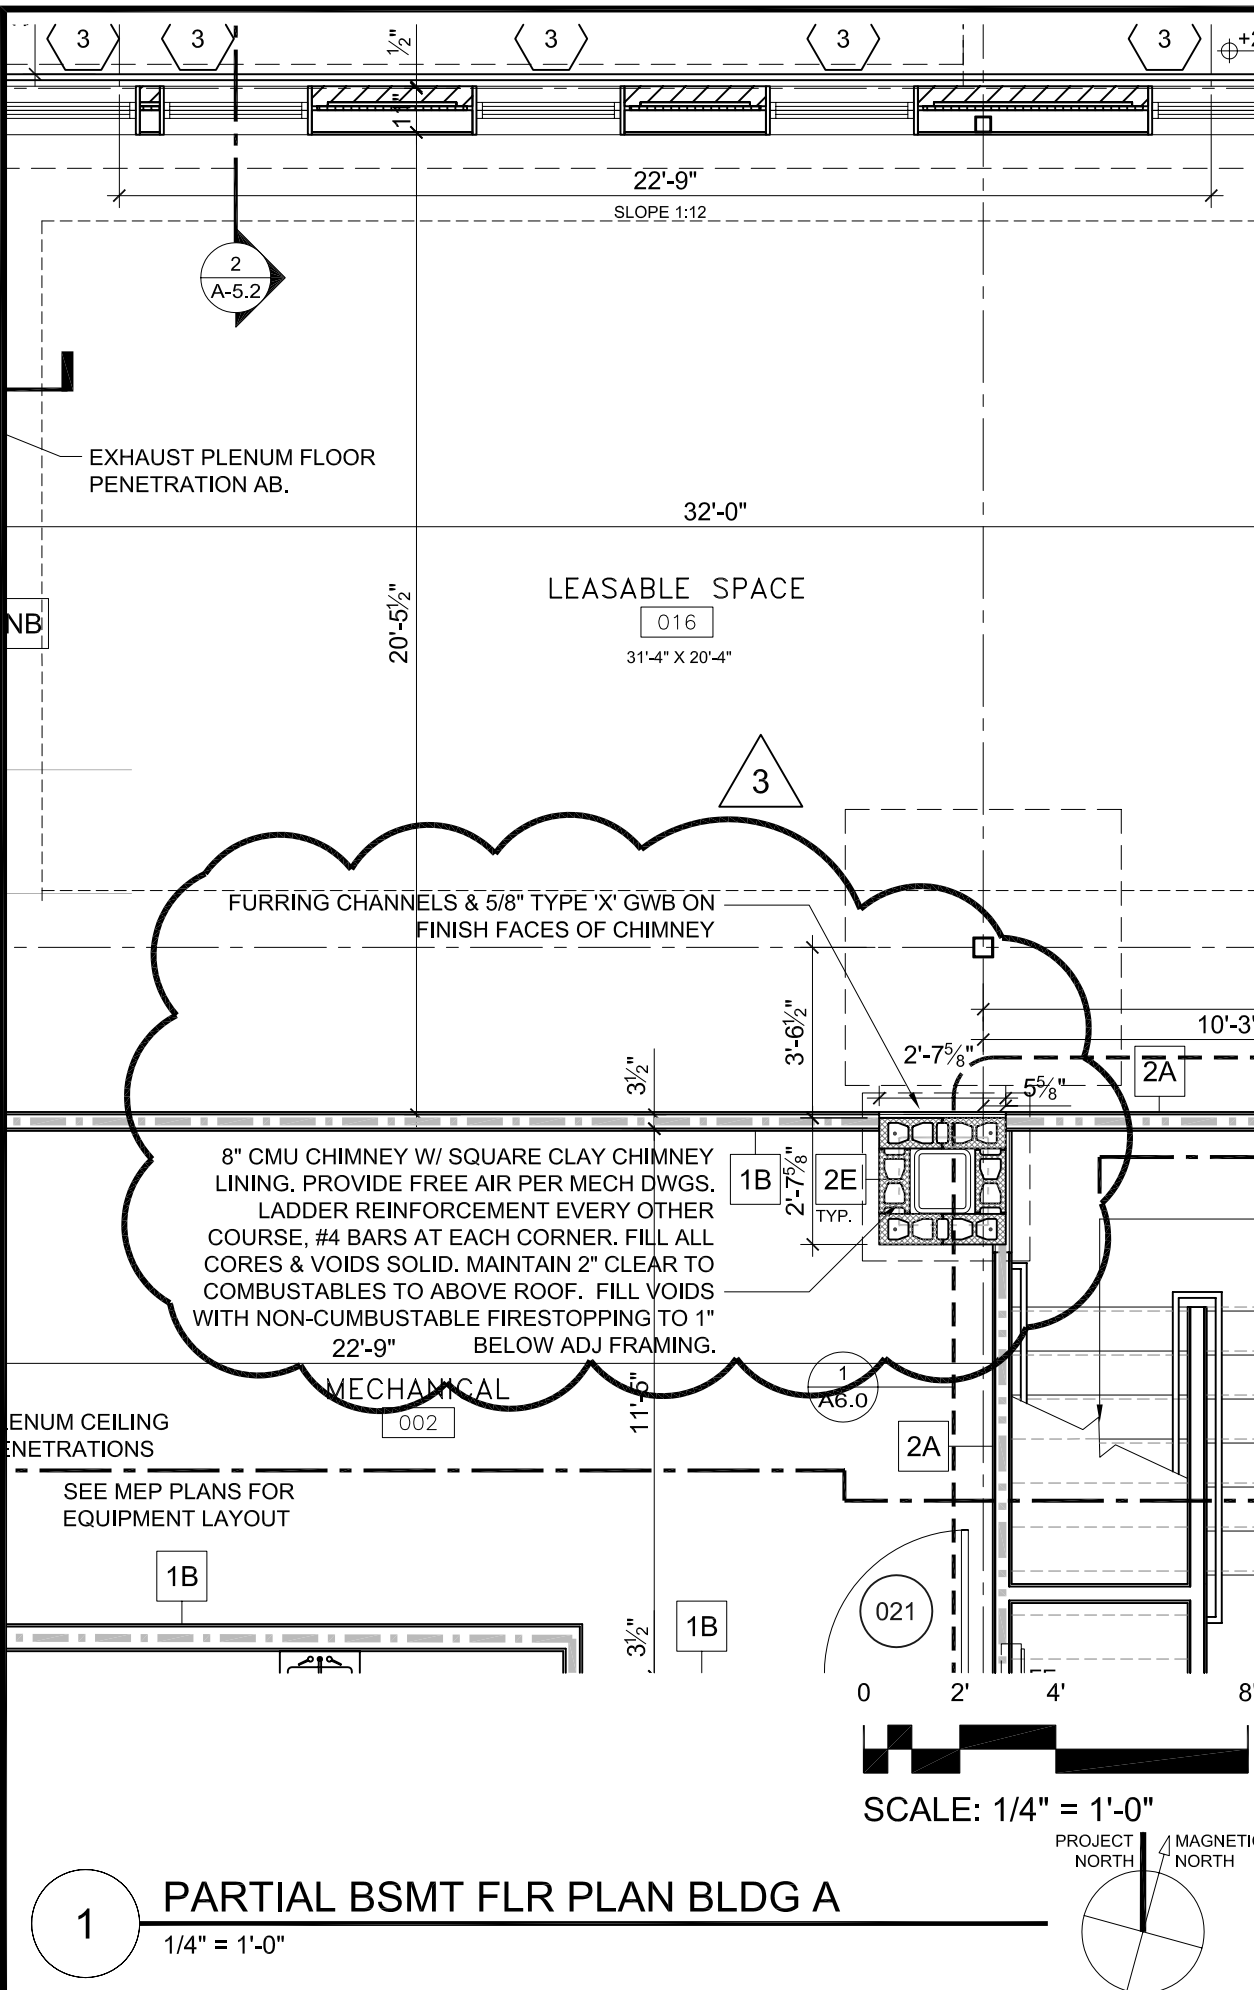 3
3
3
3
3
1/2"
11"
22'-9"
SLOPE 1:12
2
A-5.2
EXHAUST PLENUM FLOOR
PENETRATION AB.
32'-0"
20'-5½"
LEASABLE SPACE
016
31'-4" X 20'-4"
NB
3
FURRING CHANNELS & 5/8" TYPE 'X' GWB ON
FINISH FACES OF CHIMNEY
3'-6½"
10'-3"
2'-7⅝"
5⅝"
2A
3½"
8" CMU CHIMNEY W/ SQUARE CLAY CHIMNEY
LINING. PROVIDE FREE AIR PER MECH DWGS.
LADDER REINFORCEMENT EVERY OTHER
COURSE, #4 BARS AT EACH CORNER. FILL ALL
CORES & VOIDS SOLID. MAINTAIN 2" CLEAR TO
COMBUSTABLES TO ABOVE ROOF. FILL VOIDS
WITH NON-CUMBUSTABLE FIRESTOPPING TO 1"
BELOW ADJ FRAMING.
1B
2'-7⅝"
2E
TYP.
22'-9"
MECHANICAL
002
11'-5"
1
A6.0
2A
ENUM CEILING
ENETRATIONS
SEE MEP PLANS FOR
EQUIPMENT LAYOUT
1B
1B
3½"
021
0 2' 4' 8'
SCALE: 1/4" = 1'-0"
PROJECT
NORTH
MAGNETIC
NORTH
1
PARTIAL BSMT FLR PLAN BLDG A
1/4" = 1'-0"